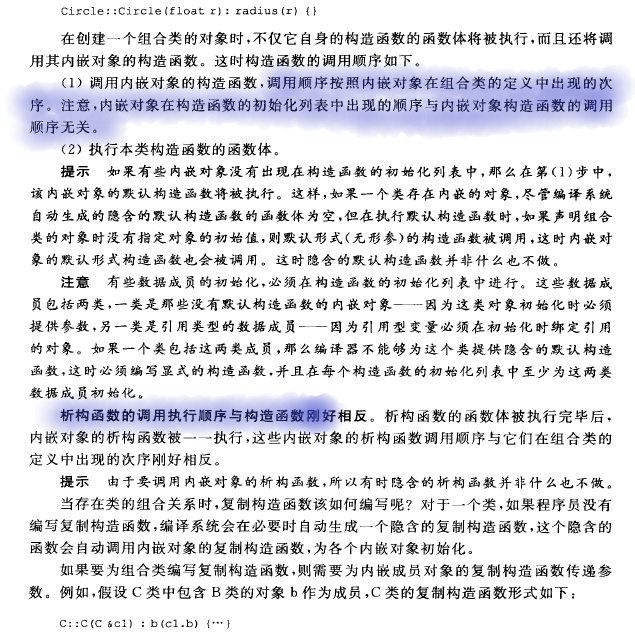 Circle::Circle(float r): radius(r) {}
在创建一个组合类的对象时,不仅它自身的构造函数的函数体将被执行,而且还将调
用其内嵌对象的构造函数。这时构造函数的调用顺序如下。
(1) 调用内嵌对象的构造函数,调用顺序按照内嵌对象在组合类的定义中出现的次
序。注意,内嵌对象在构造函数的初始化列表中出现的顺序与内嵌对象构造函数的调用
顺序无关。
(2) 执行本类构造函数的函数体。
提示 如果有些内嵌对象没有出现在构造函数的初始化列表中,那么在第(1)步中,
该内嵌对象的默认构造函数将被执行。这样,如果一个类存在内嵌的对象,尽管编译系统
自动生成的隐含的默认构造函数的函数体为空,但在执行默认构造函数时,如果声明组合
类的对象时没有指定对象的初始值,则默认形式(无形参)的构造函数被调用,这时内嵌对
象的默认形式构造函数也会被调用。这时隐含的默认构造函数并非什么也不做。
注意 有些数据成员的初始化,必须在构造函数的初始化列表中进行。这些数据成
员包括两类,一类是那些没有默认构造函数的内嵌对象——因为这类对象初始化时必须
提供参数,另一类是引用类型的数据成员——因为引用型变量必须在初始化时绑定引用
的对象。如果一个类包括这两类成员,那么编译器不能够为这个类提供隐含的默认构造
函数,这时必须编写显式的构造函数,并且在每个构造函数的初始化列表中至少为这两类
数据成员初始化。
析构函数的调用执行顺序与构造函数刚好相反。析构函数的函数体被执行完毕后,
内嵌对象的析构函数被一一执行,这些内嵌对象的析构函数调用顺序与它们在组合类的
定义中出现的次序刚好相反。
提示 由于要调用内嵌对象的析构函数,所以有时隐含的析构函数并非什么也不做。
当存在类的组合关系时,复制构造函数该如何编写呢?对于一个类,如果程序员没有
编写复制构造函数,编译系统会在必要时自动生成一个隐含的复制构造函数,这个隐含的
函数会自动调用内嵌对象的复制构造函数,为各个内嵌对象初始化。
如果要为组合类编写复制构造函数,则需要为内嵌成员对象的复制构造函数传递参
数。例如,假设C类中包含B类的对象b作为成员,C类的复制构造函数形式如下:
C::C(C &c1) : b(c1.b) {…}